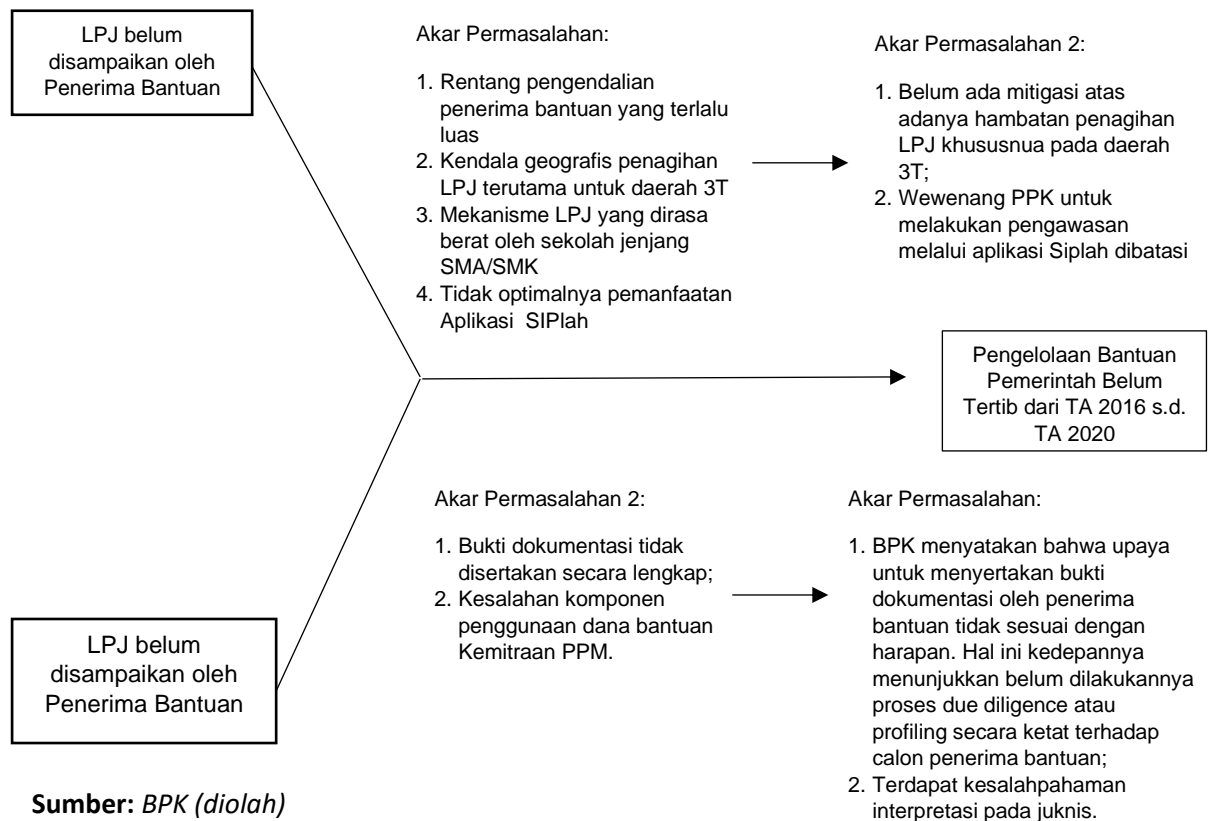 LPJ belum
disampaikan oleh
Penerima Bantuan
Akar Permasalahan:
1. Rentang pengendalian
penerima bantuan yang terlalu
luas
2. Kendala geografis penagihan
LPJ terutama untuk daerah 3T
3. Mekanisme LPJ yang dirasa
berat oleh sekolah jenjang
SMA/SMK
4. Tidak optimalnya pemanfaatan
Aplikasi SIPlah
Akar Permasalahan 2:
1. Belum ada mitigasi atas
adanya hambatan penagihan
LPJ khususnua pada daerah
3T;
2. Wewenang PPK untuk
melakukan pengawasan
melalui aplikasi Siplah dibatasi
Pengelolaan Bantuan
Pemerintah Belum
Tertib dari TA 2016 s.d.
TA 2020
LPJ belum
disampaikan oleh
Penerima Bantuan
Akar Permasalahan 2:
1. Bukti dokumentasi tidak
disertakan secara lengkap;
2. Kesalahan komponen
penggunaan dana bantuan
Kemitraan PPM.
Akar Permasalahan:
1. BPK menyatakan bahwa upaya
untuk menyertakan bukti
dokumentasi oleh penerima
bantuan tidak sesuai dengan
harapan. Hal ini kedepannya
menunjukkan belum dilakukannya
proses due diligence atau
profiling secara ketat terhadap
calon penerima bantuan;
2. Terdapat kesalahpahaman
interpretasi pada juknis.
Sumber: BPK (diolah)